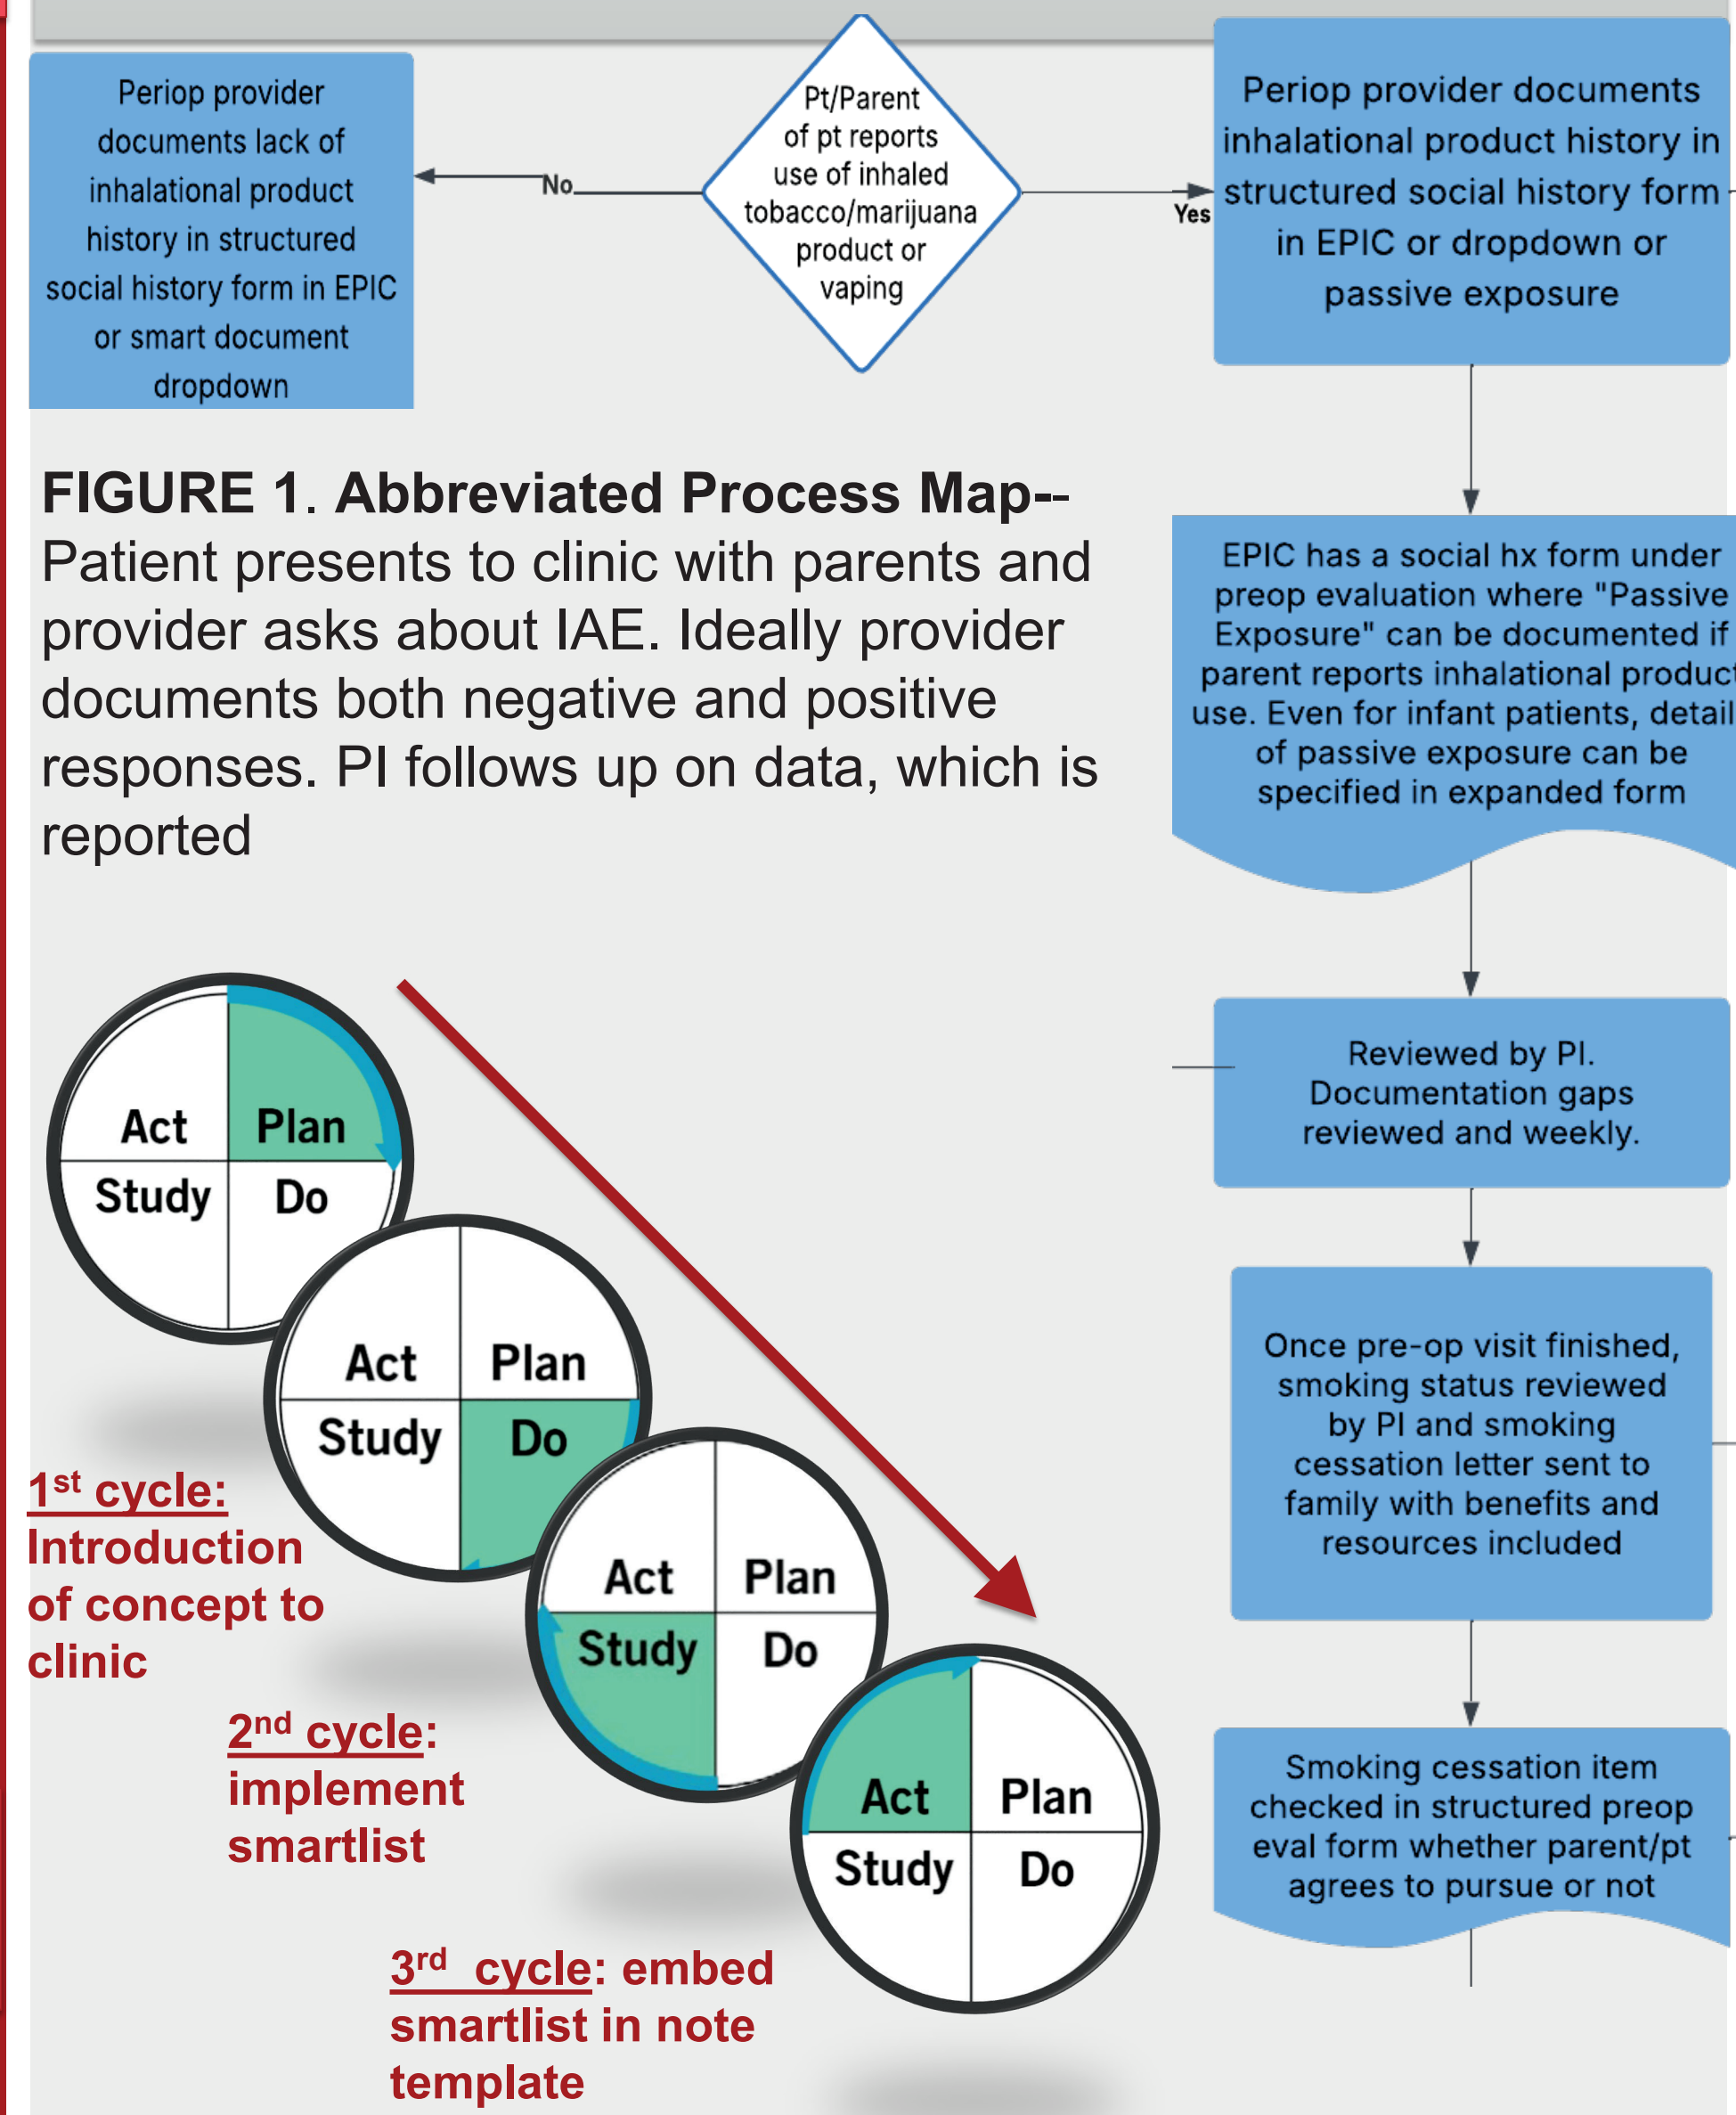 Periop provider
documents lack of
inhalational product
history in structured
social history form in EPIC
or smart document
dropdown
No
Pt/Parent
of pt reports
use of inhaled
tobacco/marijuana
product or
vaping
Yes
Periop provider documents
inhalational product history in
structured social history form
in EPIC or dropdown or
passive exposure
FIGURE 1. Abbreviated Process Map--
Patient presents to clinic with parents and
provider asks about IAE. Ideally provider
documents both negative and positive
responses. PI follows up on data, which is
reported
EPIC has a social hx form under
preop evaluation where "Passive
Exposure" can be documented if
parent reports inhalational product
use. Even for infant patients, detail
of passive exposure can be
specified in expanded form
Reviewed by PI.
Documentation gaps
reviewed and weekly.
Once pre-op visit finished,
smoking status reviewed
by PI and smoking
cessation letter sent to
family with benefits and
resources included
Smoking cessation item
checked in structured preop
eval form whether parent/pt
agrees to pursue or not
Act Plan
Study Do
Act Plan
Study Do
Act Plan
Study Do
Act Plan
Study Do
1st cycle:
Introduction
of concept to
clinic
2nd cycle:
implement
smartlist
3rd cycle: embed
smartlist in note
template